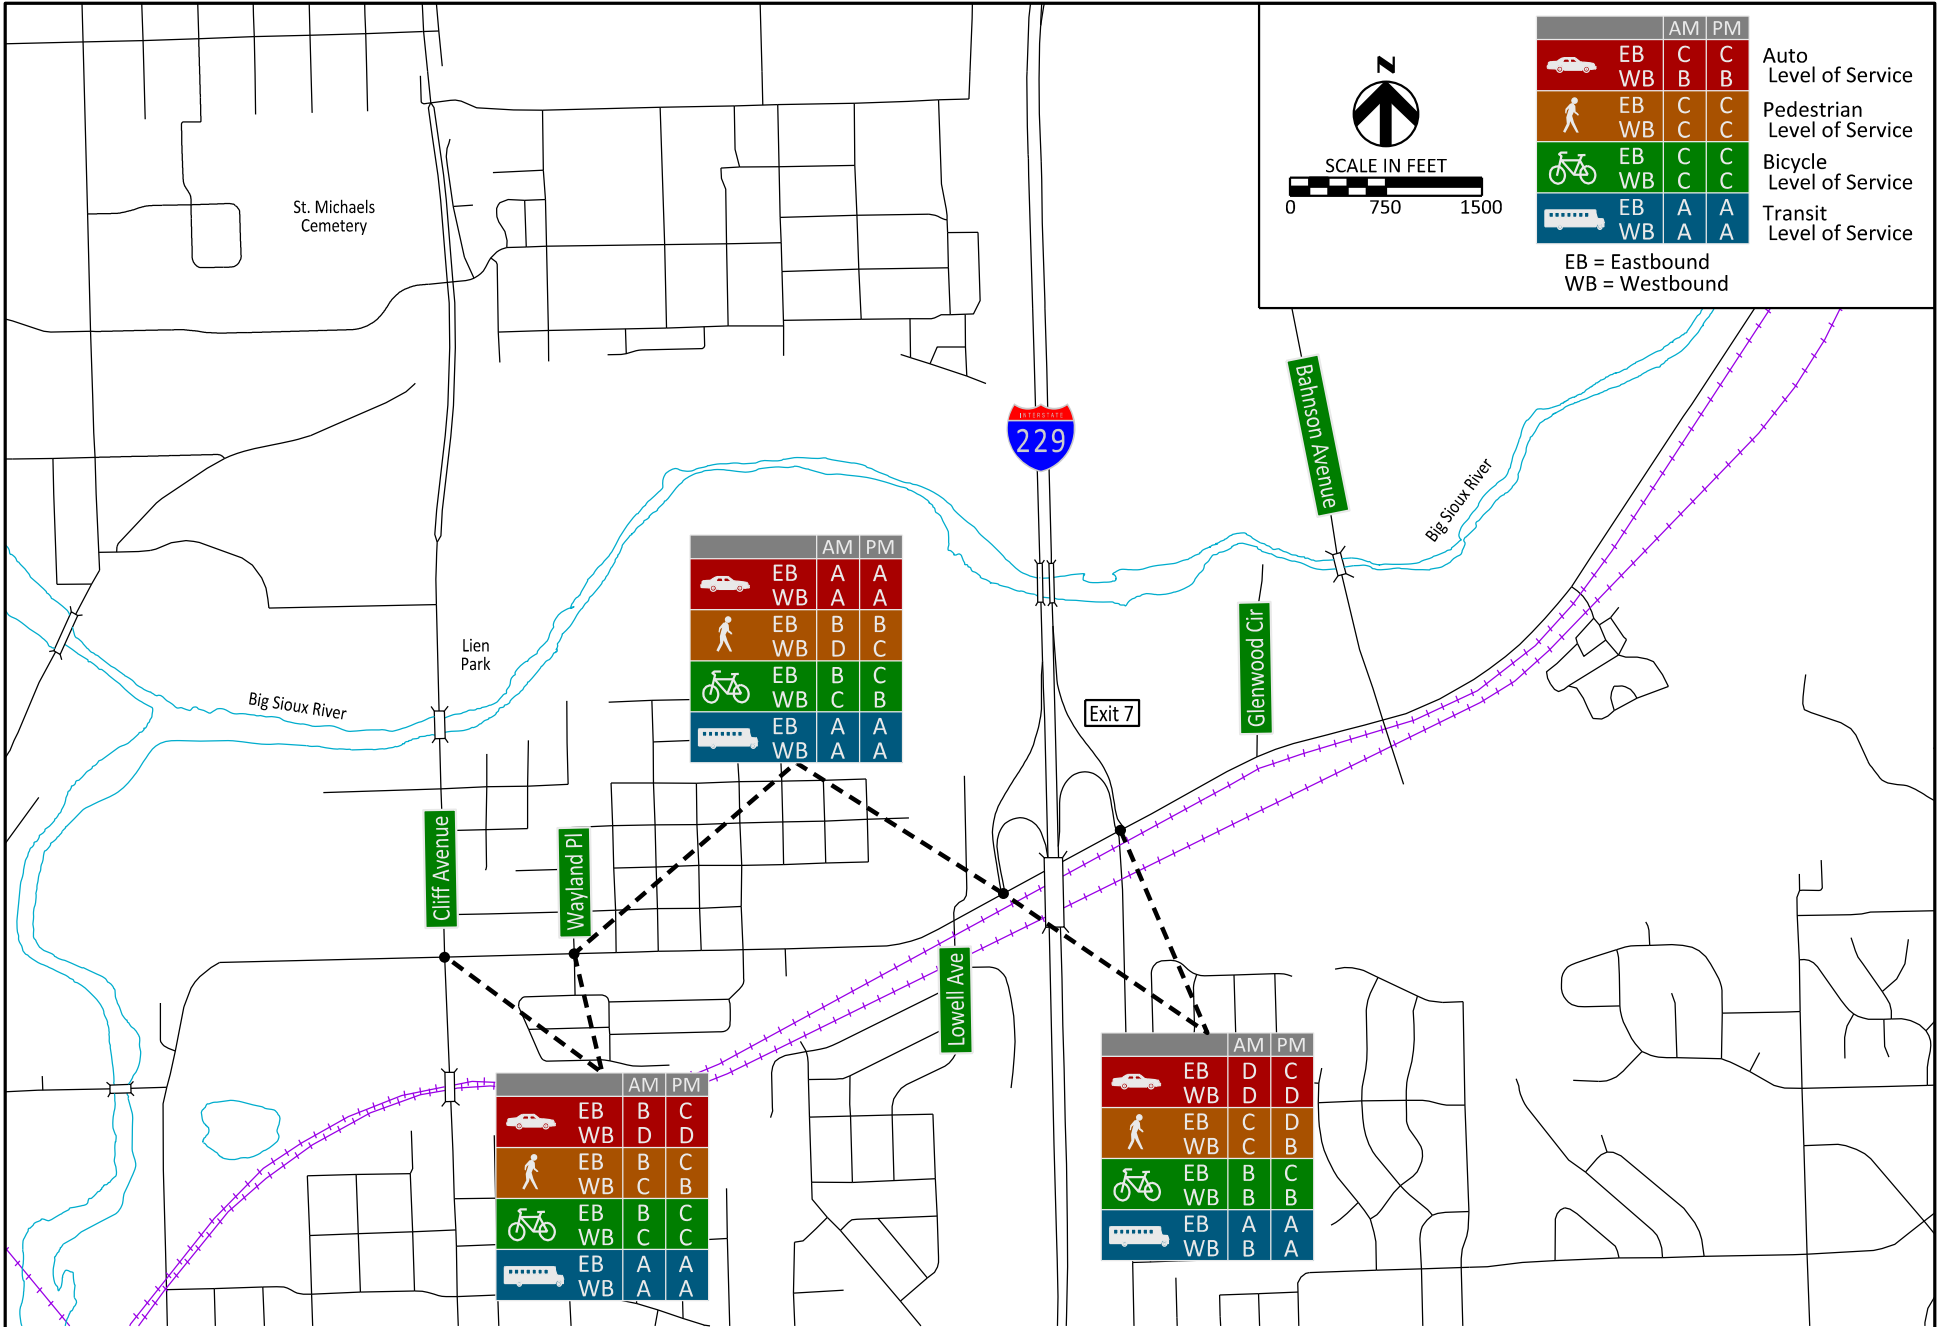 AM PM
EB C C
WB B B
Auto
Level of Service
EB C C
WB C C
Pedestrian
Level of Service
EB C C
WB C C
Bicycle
Level of Service
EB A A
WB A A
Transit
Level of Service
EB = Eastbound
WB = Westbound
N
SCALE IN FEET
0 750 1500
St. Michaels
Cemetery
INTERSTATE
229
Bahnson Avenue
Big Sioux River
AM PM
EB A A
WB A A
EB B B
WB D C
EB B C
WB C B
EB A A
WB A A
Lien
Park
Big Sioux River
Glenwood Cir
Exit 7
Cliff Avenue
Wayland Pl
Lowell Ave
AM PM
EB B C
WB D D
EB B C
WB C B
EB B C
WB C C
EB A A
WB A A
AM PM
EB D C
WB D D
EB C D
WB C B
EB B C
WB B B
EB A A
WB B A